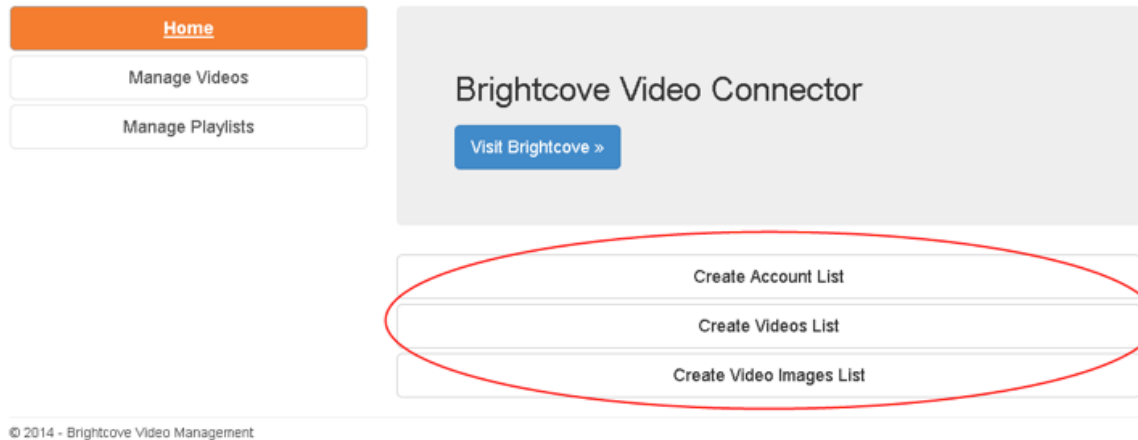 Home
Manage Videos
Manage Playlists
Brightcove Video Connector
Visit Brightcove »
Create Account List
Create Videos List
Create Video Images List
© 2014 - Brightcove Video Management